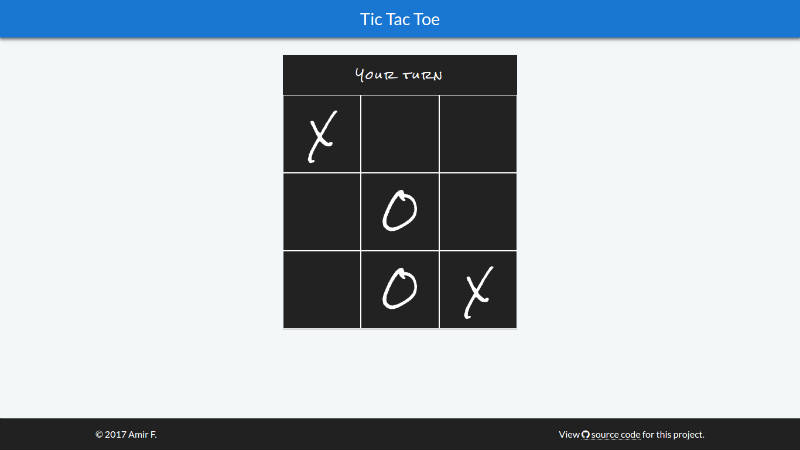 Tic Tac Toe
Your turn
X
O
O X
© 2017 Amir F.
View source code for this project.